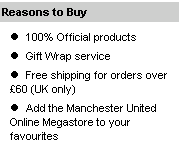 Reasons to Buy
● 100% Official products
● Gift Wrap service
● Free shipping for orders over
£60 (UK only)
● Add the Manchester United
Online Megastore to your
favourites